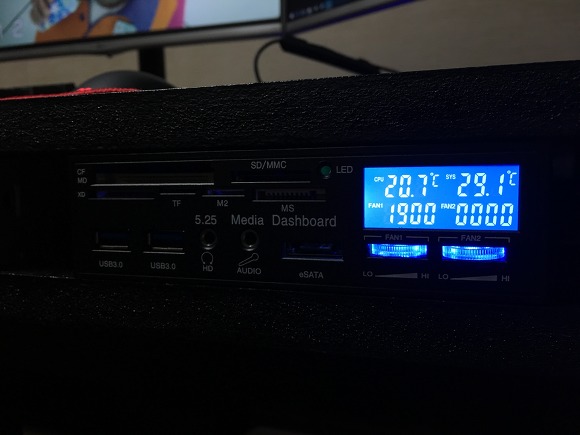 CF
MD
SD/MMC
LED
XD
TF
M2
MS
5.25 Media Dashboard
USB3.0
USB3.0
HD
AUDIO
eSATA
CPU 20.7℃ SYS 29.1℃
FAN1 1900 FAN2 0000
FAN1
FAN2
LO HI
LO HI